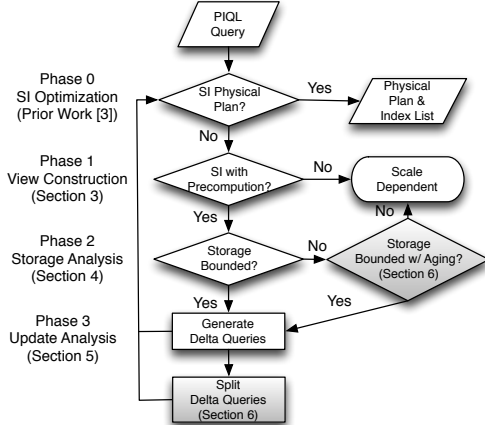 PIQL
Query
Phase 0
SI Optimization
(Prior Work [3])
SI Physical
Plan?
Yes
Physical
Plan &
Index List
No
Phase 1
View Construction
(Section 3)
SI with
Precompution?
No
Scale
Dependent
Yes
No
Phase 2
Storage Analysis
(Section 4)
Storage
Bounded?
No
Storage
Bounded w/ Aging?
(Section 6)
Yes
Yes
Phase 3
Update Analysis
(Section 5)
Generate
Delta Queries
Split
Delta Queries
(Section 6)